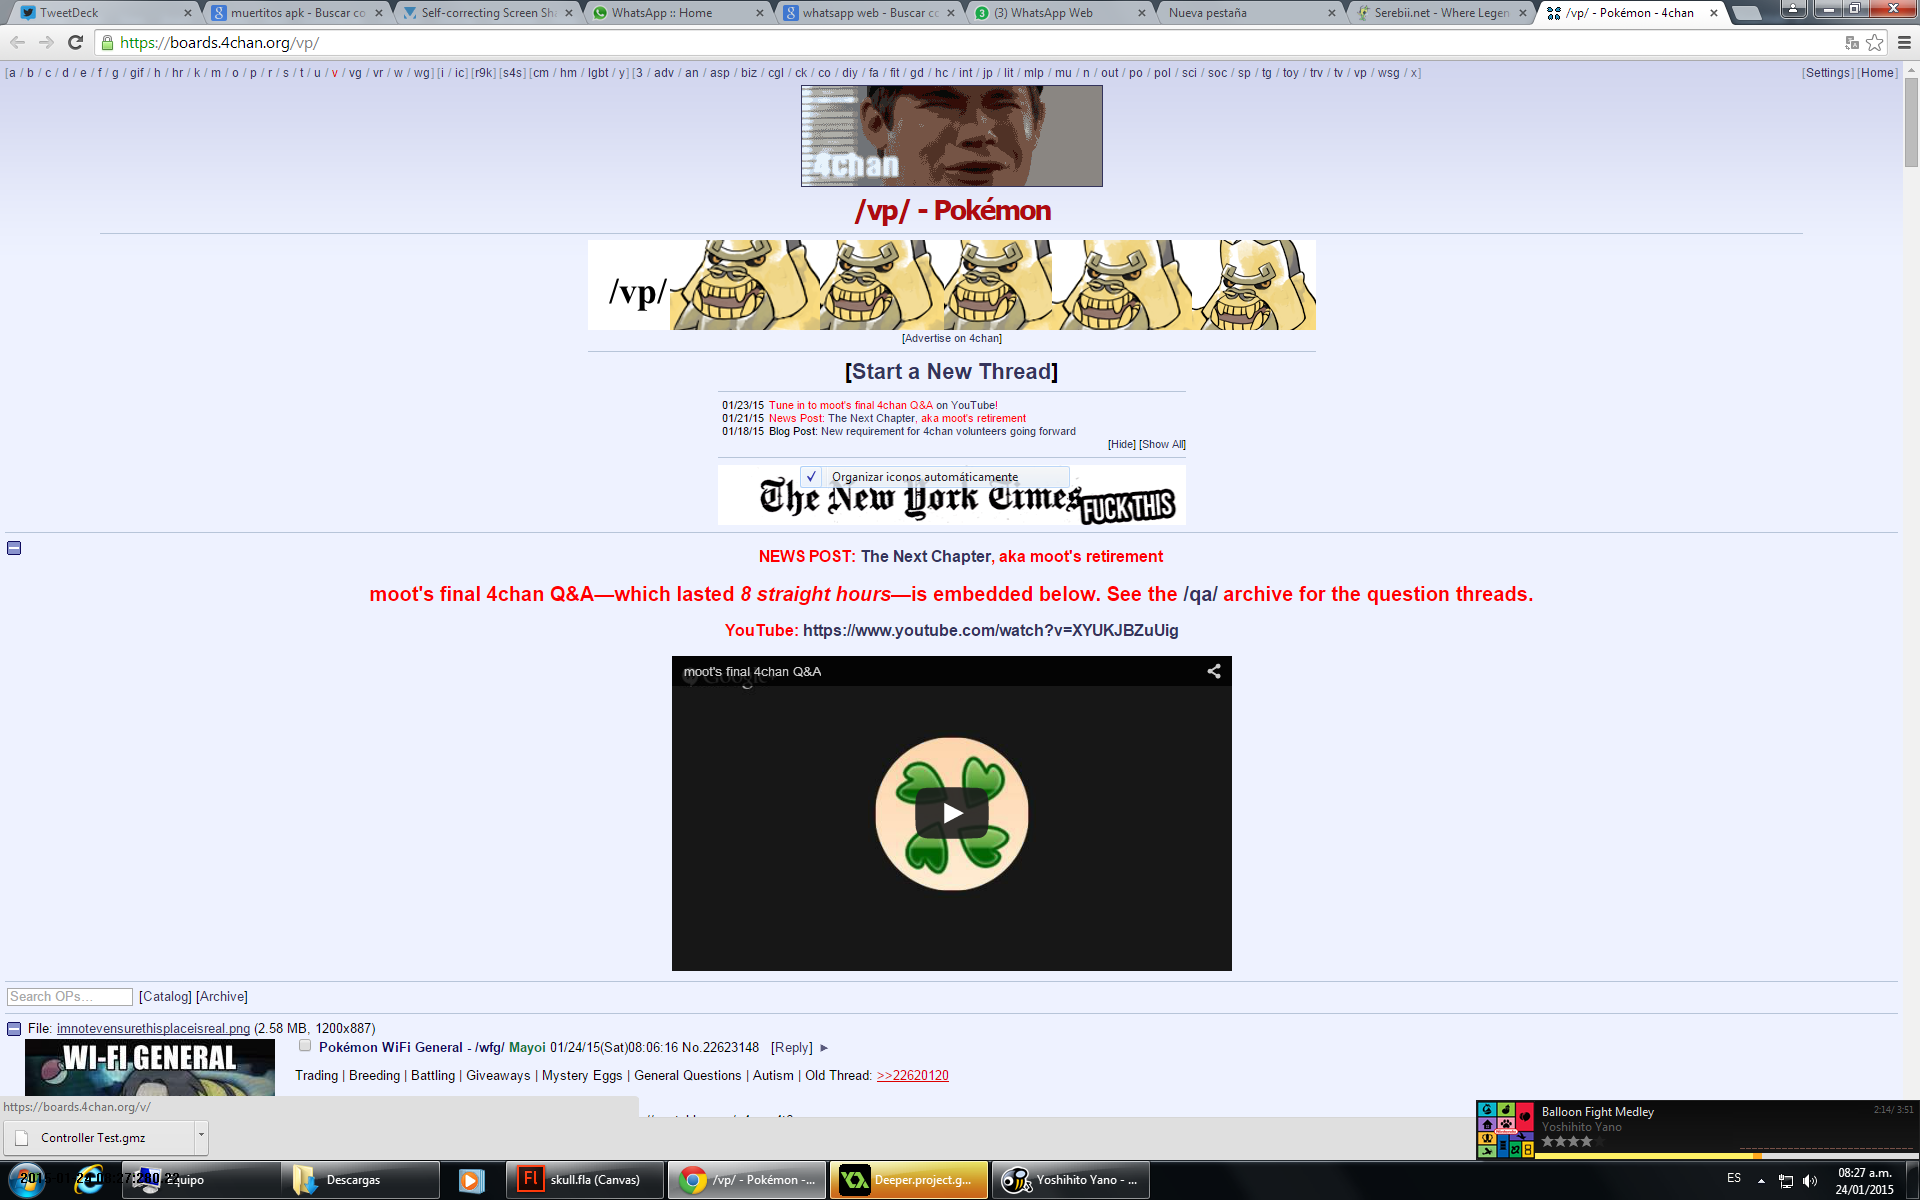 TweetDeck
muertitos apk - Buscar co
Self-correcting Screen Sh
WhatsApp :: Home
whatsapp web - Buscar co
(3) WhatsApp Web
Nueva pestaña
Serebii.net - Where Legen
/vp/ - Pokémon - 4chan
https://boards.4chan.org/vp/
[a / b / c / d / e / f / g / gif / h / hr / k / m / o / p / r / s / t / u / v / vg / vr / w / wg] [i / ic] [r9k] [s4s] [cm / hm / lgbt / y] [3 / adv / an / asp / biz / cgl / ck / co / diy / fa / fit / gd / hc / int / jp / lit / mlp / mu / n / out / po / pol / sci / soc / sp / tg / toy / trv / tv / vp / wsg / x]
[Settings] [Home]
4chan
/vp/ - Pokémon
/vp/
[Advertise on 4chan]
[Start a New Thread]
01/23/15 Tune in to moot's final 4chan Q&A on YouTube!
01/21/15 News Post: The Next Chapter, aka moot's retirement
01/18/15 Blog Post: New requirement for 4chan volunteers going forward
[Hide] [Show All]
Organizar iconos automáticamente
The New York Times
FUCK THIS
NEWS POST: The Next Chapter, aka moot's retirement
moot's final 4chan Q&A—which lasted 8 straight hours—is embedded below. See the /qa/ archive for the question threads.
YouTube: https://www.youtube.com/watch?v=XYUKJBZuUig
moot's final 4chan Q&A
Google
Search OPs...
[Catalog] [Archive]
File: imnotevensurethisplaceisreal.png (2.58 MB, 1200x887)
WI-FI GENERAL
Pokémon WiFi General - /wfg/ Mayoi 01/24/15(Sat)08:06:16 No.22623148 [Reply] ►
Trading | Breeding | Battling | Giveaways | Mystery Eggs | General Questions | Autism | Old Thread: >>22620120
https://boards.4chan.org/v/
Controller Test.gmz
Balloon Fight Medley
2:14/ 3:51
Yoshihito Yano
Equipo
Descargas
skull.fla (Canvas)
/vp/ - Pokémon -...
Deeper.project.g...
Yoshihito Yano - ...
ES
08:27 a.m.
24/01/2015